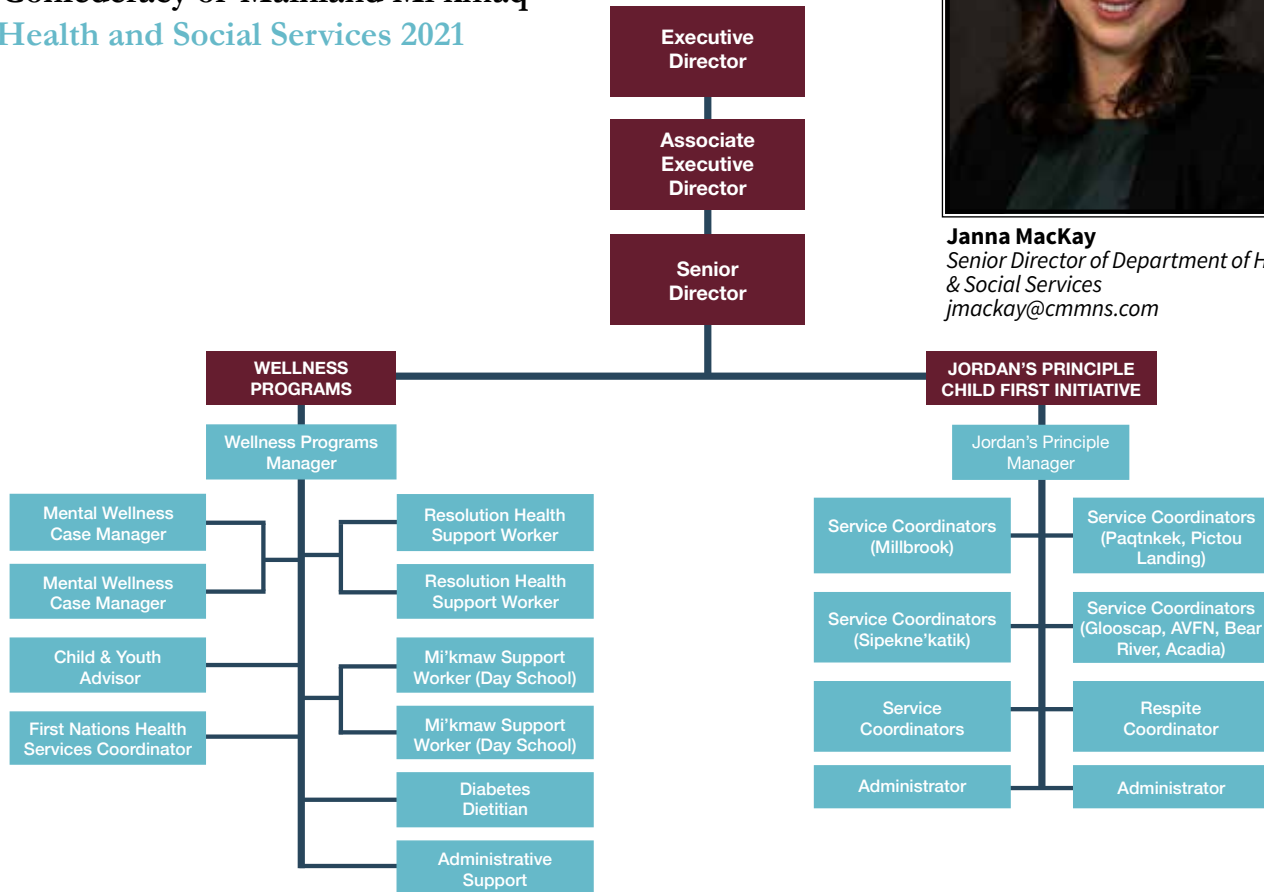 Confederacy of Mainland Mi'kmaq
Health and Social Services 2021
Executive
Director
Associate
Executive
Director
Senior
Director
Janna MacKay
Senior Director of Department of H
& Social Services
jmackay@cmmns.com
WELLNESS
PROGRAMS
JORDAN'S PRINCIPLE
CHILD FIRST INITIATIVE
Wellness Programs
Manager
Jordan's Principle
Manager
Mental Wellness
Case Manager
Mental Wellness
Case Manager
Child & Youth
Advisor
First Nations Health
Services Coordinator
Resolution Health
Support Worker
Resolution Health
Support Worker
Mi'kmaw Support
Worker (Day School)
Mi'kmaw Support
Worker (Day School)
Diabetes
Dietitian
Administrative
Support
Service Coordinators
(Millbrook)
Service Coordinators
(Sipekne'katik)
Service
Coordinators
Administrator
Service Coordinators
(Paqtnkek, Pictou
Landing)
Service Coordinators
(Glooscap, AVFN, Bear
River, Acadia)
Respite
Coordinator
Administrator